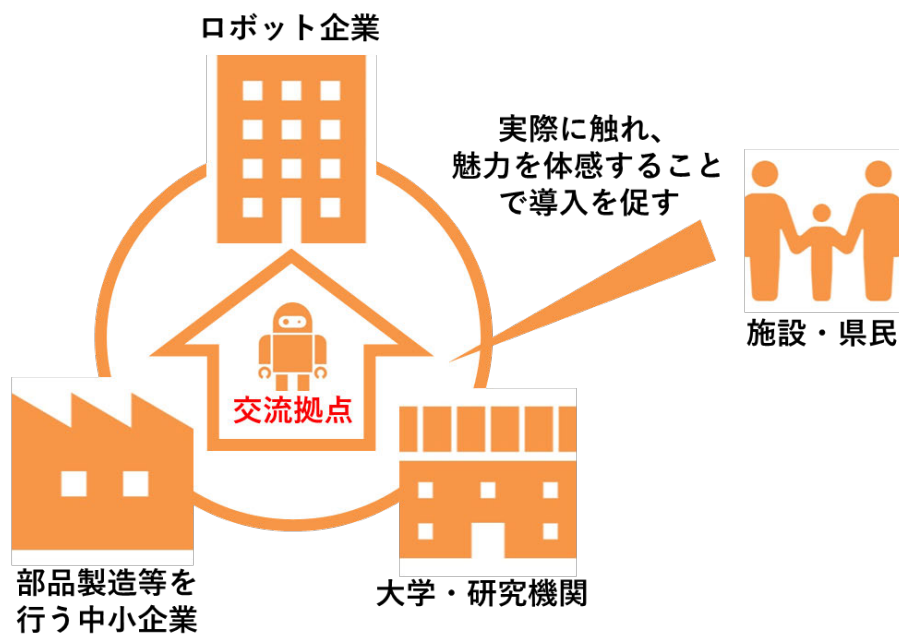 ロボット企業
実際に触れ、
魅力を体感すること
で導入を促す
施設・県民
交流拠点
部品製造等を
行う中小企業
大学・研究機関